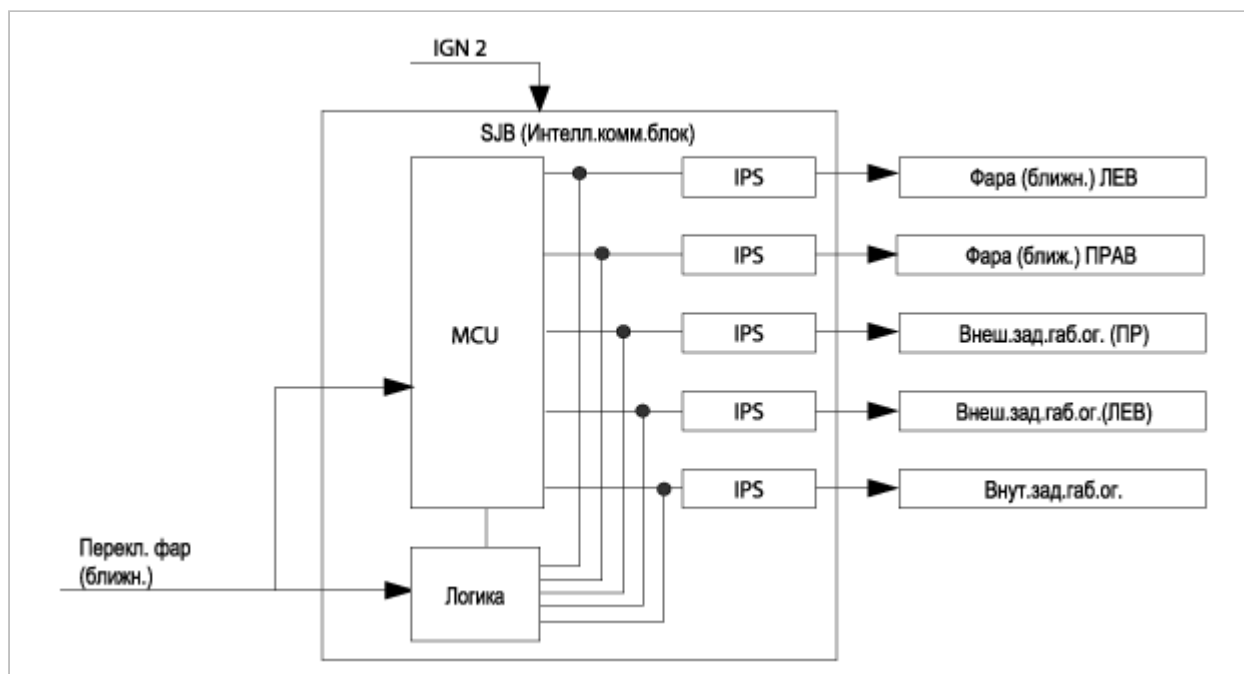 IGN 2
SJB (Интелл.комм.блок)
MCU
IPS
Фара (ближн.) ЛЕВ
IPS
Фара (ближ.) ПРАВ
IPS
Внеш.зад.габ.ог. (ПР)
IPS
Внеш.зад.габ.ог.(ЛЕВ)
IPS
Внут.зад.габ.ог.
Перекл. фар
(ближн.)
Логика